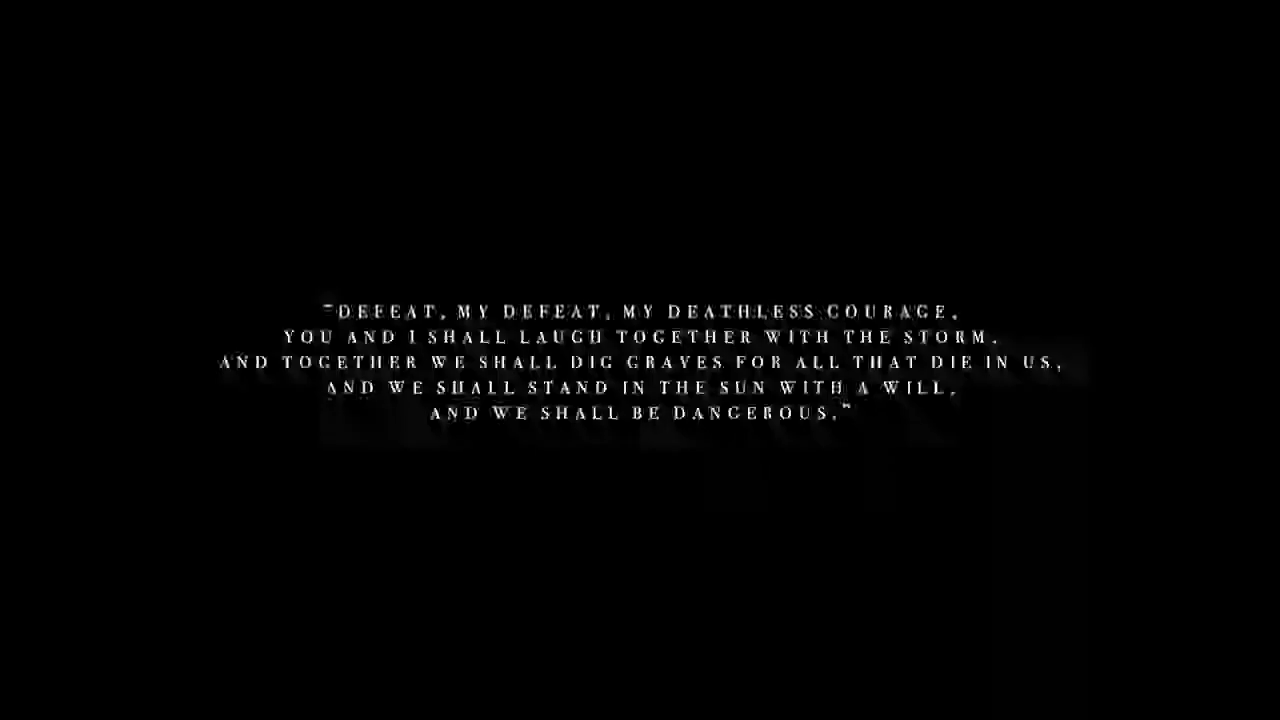 "DEFEAT, MY DEFEAT, MY DEATHLESS COURAGE,
YOU AND I SHALL LAUGH TOGETHER WITH THE STORM,
AND TOGETHER WE SHALL DIG GRAVES FOR ALL THAT DIE IN US,
AND WE SHALL STAND IN THE SUN WITH A WILL,
AND WE SHALL BE DANGEROUS."